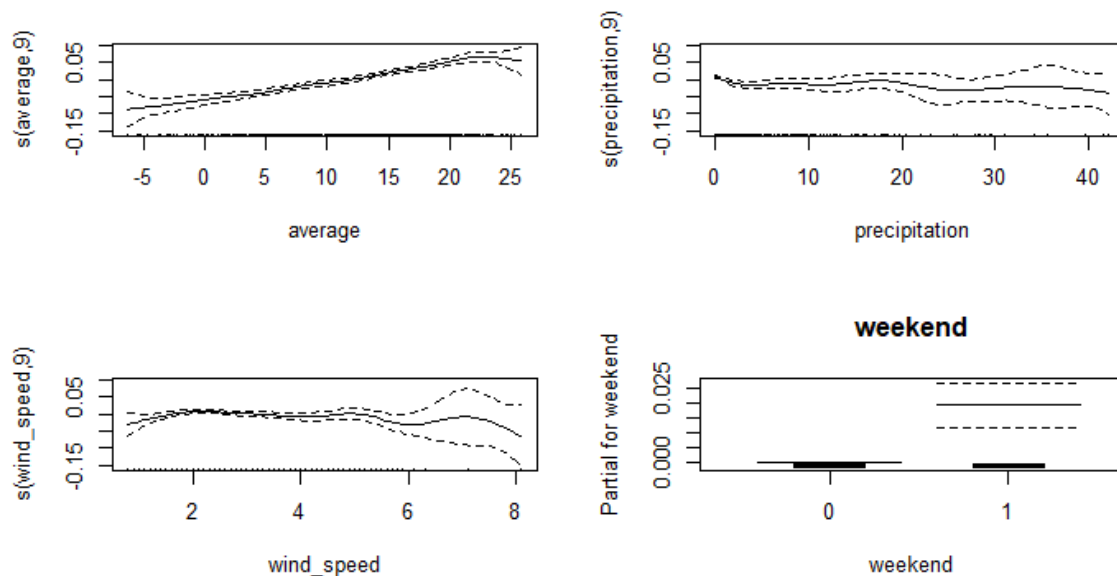 s(average,9)
0.05
-0.15
-5 0 5 10 15 20 25
average
s(precipitation,9)
0.05
-0.15
0 10 20 30 40
precipitation
s(wind_speed,9)
0.05
-0.15
2 4 6 8
wind_speed
weekend
Partial for weekend
0.025
0.000
0 1
weekend